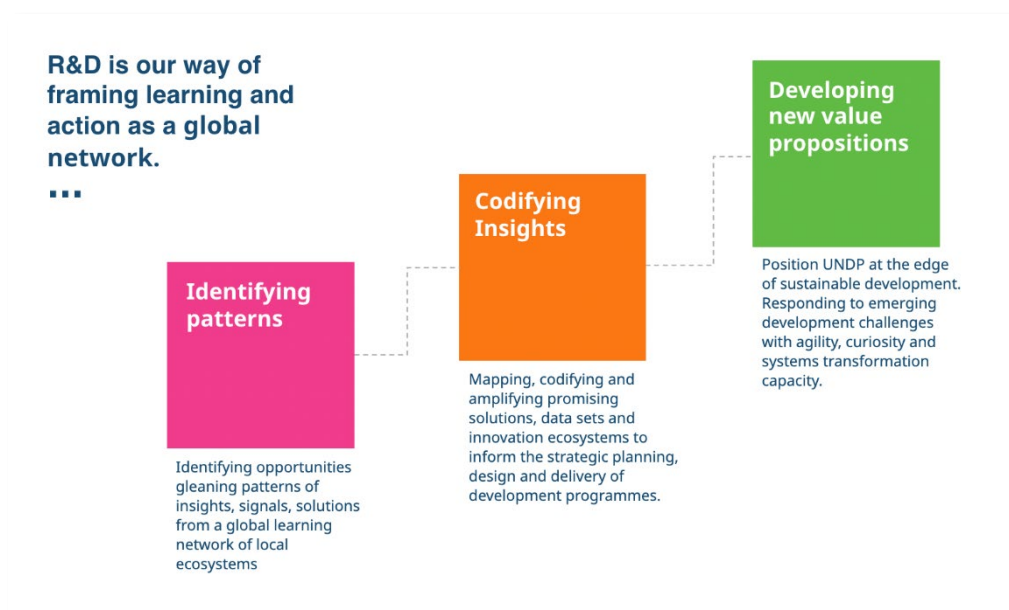 R&D is our way of
framing learning and
action as a global
network.
...
Identifying
patterns
Identifying opportunities
gleaning patterns of
insights, signals, solutions
from a global learning
network of local
ecosystems
Codifying
Insights
Mapping, codifying and
amplifying promising
solutions, data sets and
innovation ecosystems to
inform the strategic planning,
design and delivery of
development programmes.
Developing
new value
propositions
Position UNDP at the edge
of sustainable development.
Responding to emerging
development challenges
with agility, curiosity and
systems transformation
capacity.